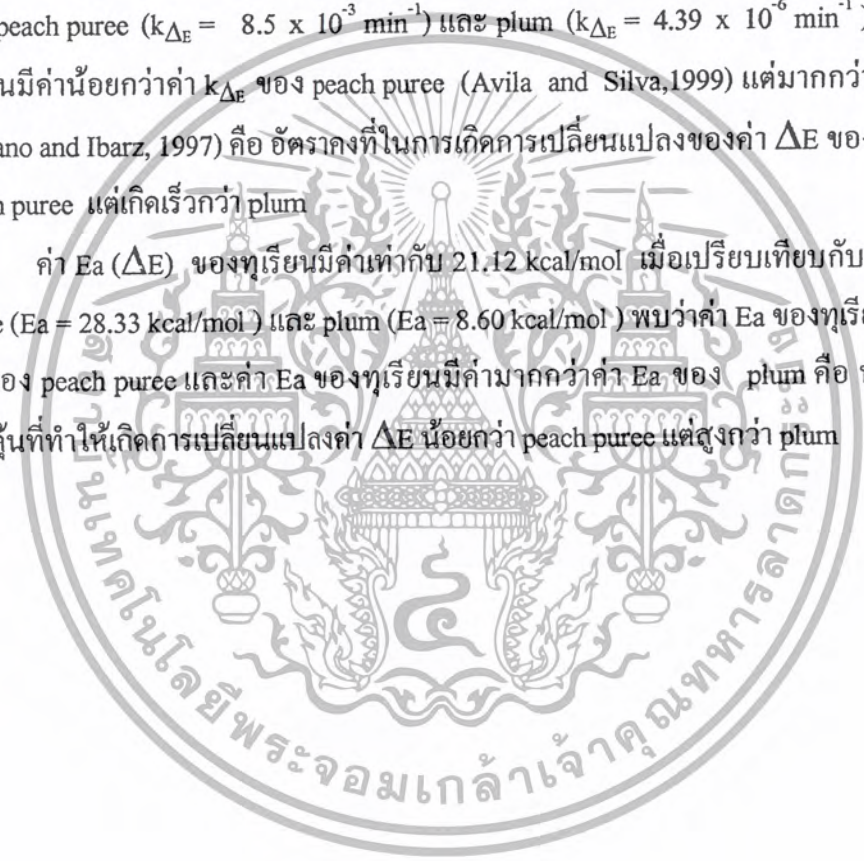 peach puree (k_ΔE = 8.5 x 10⁻³ min⁻¹) และ plum (k_ΔE = 4.39 x 10⁻⁶ min⁻¹)
นมีค่าน้อยกว่าค่า k_ΔE ของ peach puree (Avila and Silva,1999) แต่มากกว่
ano and Ibarz, 1997) คือ อัตราคงที่ในการเกิดการเปลี่ยนแปลงของค่า ΔE ขอ
h puree แต่เกิดเร็วกว่า plum
ค่า Ea (ΔE) ของทุเรียนมีค่าเท่ากับ 21.12 kcal/mol เมื่อเปรียบเทียบกับ
e (Ea = 28.33 kcal/mol ) และ plum (Ea = 8.60 kcal/mol ) พบว่าค่า Ea ของทุเรีย
อง peach puree และค่า Ea ของทุเรียนมีค่ามากกว่าค่า Ea ของ plum คือ
ุ้นที่ทำให้เกิดการเปลี่ยนแปลงค่า ΔE น้อยกว่า peach puree แต่สูงกว่า plum
สถาบันเทคโนโลยีพระจอมเกล้าเจ้าคุณทหารลาดกระบัง